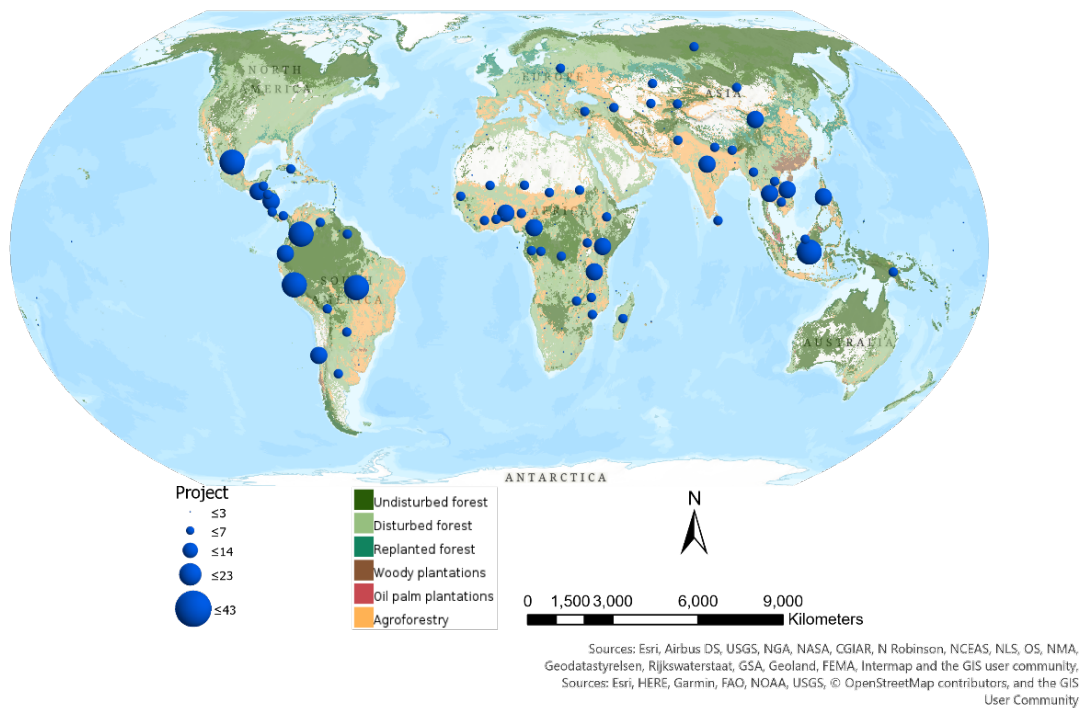 NORTH
AMERICA
EUROPE
ASIA
AFRICA
SOUTH
AMERICA
AUSTRALIA
ANTARCTICA
Project
≤3
≤7
≤14
≤23
≤43
Undisturbed forest
Disturbed forest
Replanted forest
Woody plantations
Oil palm plantations
Agroforestry
N
0 1,500 3,000 6,000 9,000
Kilometers
Sources: Esri, Airbus DS, USGS, NGA, NASA, CGIAR, N Robinson, NCEAS, NLS, OS, NMA,
Geodatastyrelsen, Rijkswaterstaat, GSA, Geoland, FEMA, Intermap and the GIS user community,
Sources: Esri, HERE, Garmin, FAO, NOAA, USGS, © OpenStreetMap contributors, and the GIS
User Community